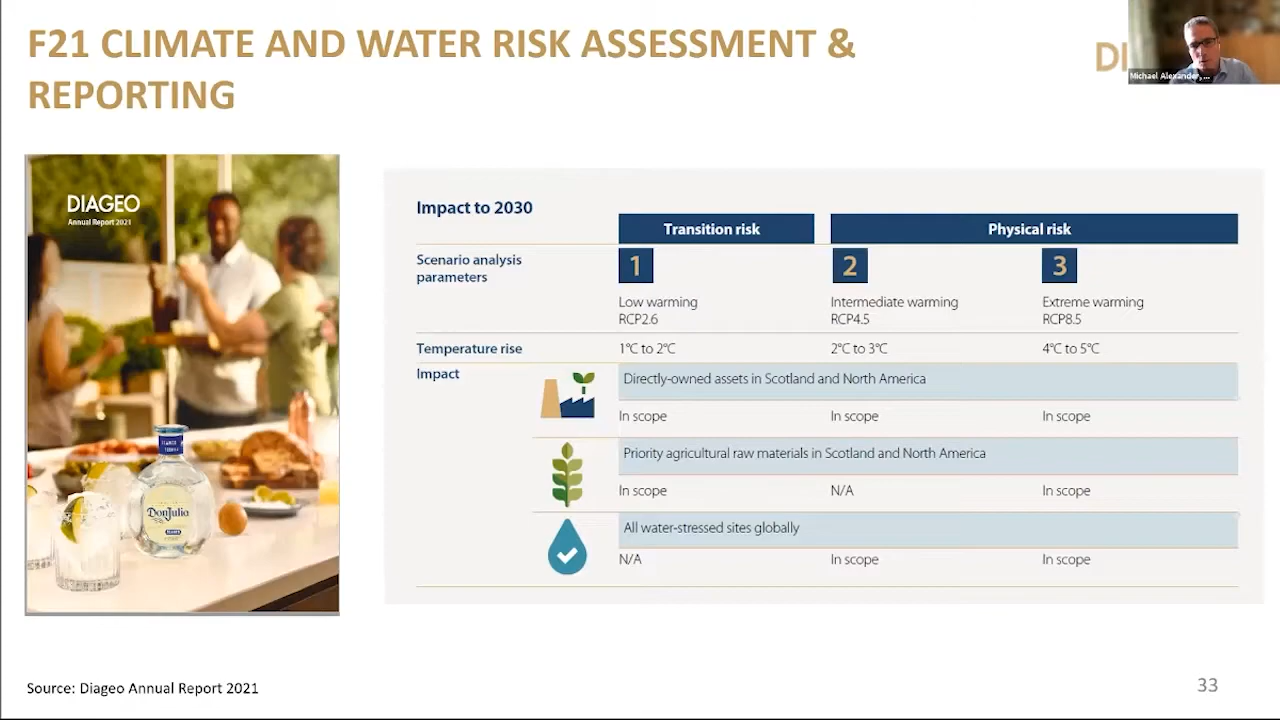 F21 CLIMATE AND WATER RISK ASSESSMENT &
REPORTING
DI
Michael Alexander, ...
DIAGEO
Annual Report 2021
DonJulio
BLANCO
Impact to 2030
Transition risk
Physical risk
Scenario analysis
parameters
1
2
3
Low warming
RCP2.6
Intermediate warming
RCP4.5
Extreme warming
RCP8.5
Temperature rise
1°C to 2°C
2°C to 3°C
4°C to 5°C
Impact
Directly-owned assets in Scotland and North America
In scope
In scope
In scope
Priority agricultural raw materials in Scotland and North America
In scope
N/A
In scope
All water-stressed sites globally
N/A
In scope
In scope
Source: Diageo Annual Report 2021
33